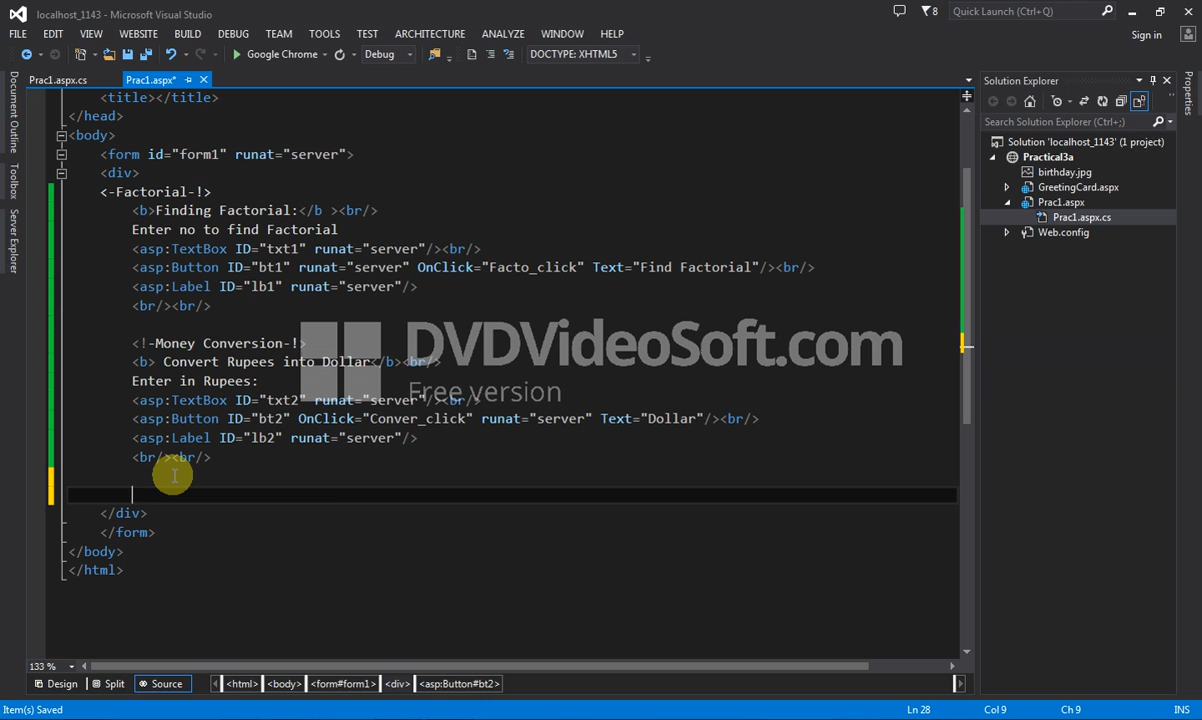 localhost_1143 - Microsoft Visual Studio
8
Quick Launch (Ctrl+Q)
FILE EDIT VIEW WEBSITE BUILD DEBUG TEAM TOOLS TEST ARCHITECTURE ANALYZE WINDOW HELP
Sign in
Google Chrome
Debug
DOCTYPE: XHTML5
Document Outline
Toolbox
Server Explorer
Prac1.aspx.cs
Prac1.aspx*
<title></title>
</head>
<body>
<form id="form1" runat="server">
<div>
<-Factorial-!>
<b>Finding Factorial:</b ><br/>
Enter no to find Factorial
<asp:TextBox ID="txt1" runat="server"/><br/>
<asp:Button ID="bt1" runat="server" OnClick="Facto_click" Text="Find Factorial"/><br/>
<asp:Label ID="lb1" runat="server"/>
<br/><br/>
<!-Money Conversion-!>
<b> Convert Rupees into Dollar</b><br/>
Enter in Rupees:
<asp:TextBox ID="txt2" runat="server"/><br/>
<asp:Button ID="bt2" OnClick="Conver_click" runat="server" Text="Dollar"/><br/>
<asp:Label ID="lb2" runat="server"/>
<br/><br/>
</div>
</form>
</body>
</html>
DVDVideoSoft.com
Free version
133 %
Design
Split
Source
<html> <body> <form#form1> <div> <asp:Button#bt2>
Solution Explorer
Search Solution Explorer (Ctrl+;)
Solution 'localhost_1143' (1 project)
Practical3a
birthday.jpg
GreetingCard.aspx
Prac1.aspx
Prac1.aspx.cs
Web.config
Properties
Item(s) Saved
Ln 28
Col 9
Ch 9
INS